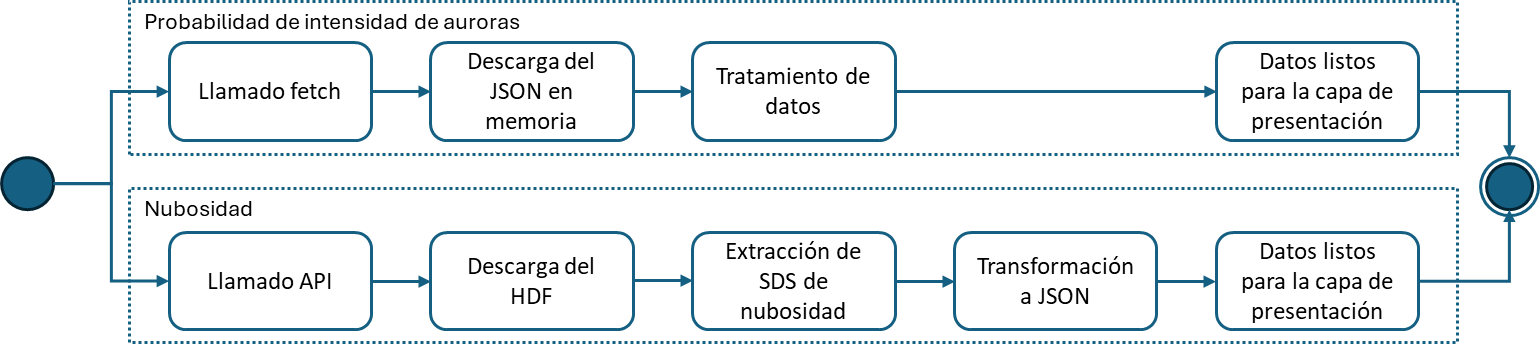 Probabilidad de intensidad de auroras
Llamado fetch
Descarga del
JSON en
memoria
Tratamiento de
datos
Datos listos
para la capa de
presentación
Nubosidad
Llamado API
Descarga del
HDF
Extracción de
SDS de
nubosidad
Transformación
a JSON
Datos listos
para la capa de
presentación